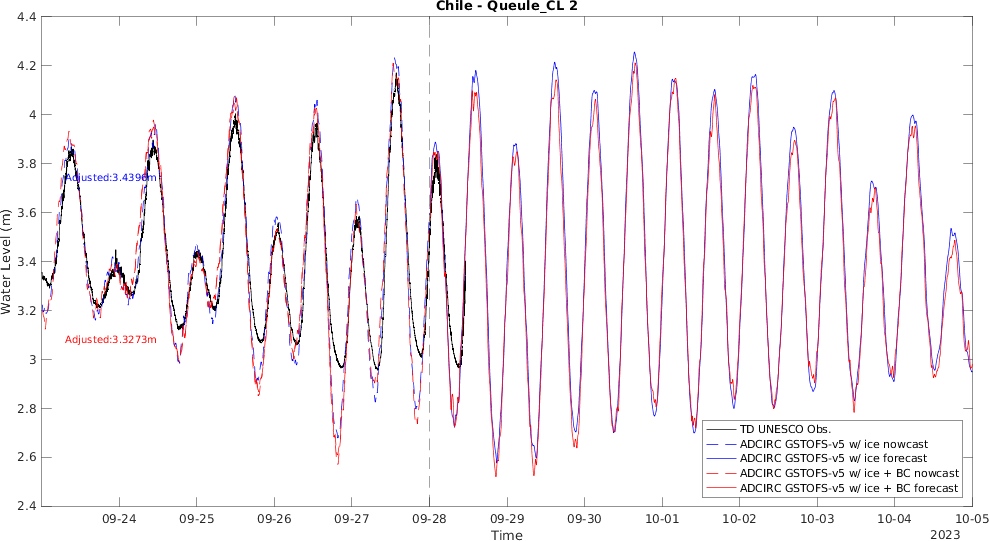 Chile - Queule_CL 2
4.4
4.2
4
3.8
3.6
3.4
3.2
3
2.8
2.6
2.4
Water Level (m)
Adjusted:3.4396m
Adjusted:3.3273m
TD UNESCO Obs.
ADCIRC GSTOFS-v5 w/ ice nowcast
ADCIRC GSTOFS-v5 w/ ice forecast
ADCIRC GSTOFS-v5 w/ ice + BC nowcast
ADCIRC GSTOFS-v5 w/ ice + BC forecast
09-24 09-25 09-26 09-27 09-28 09-29 09-30 10-01 10-02 10-03 10-04 10-05
Time
2023